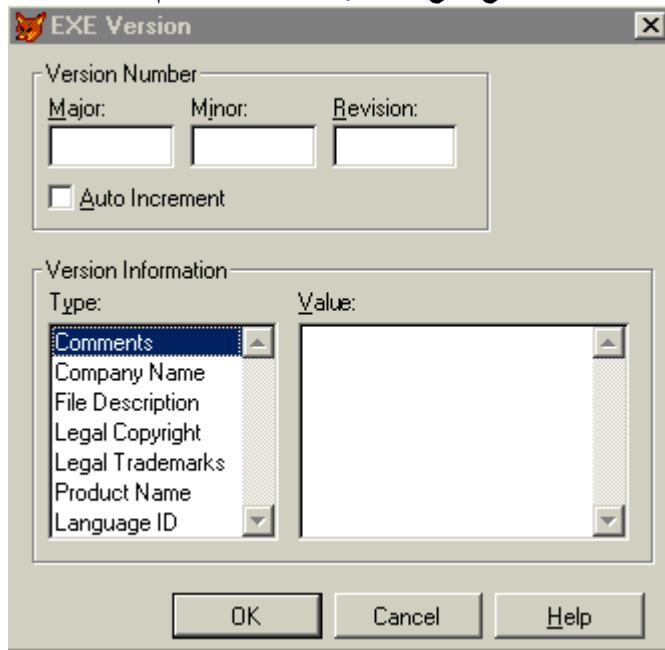 EXE Version
Version Number
Major: Minor: Revision:
Auto Increment
Version Information
Type: Value:
Comments
Company Name
File Description
Legal Copyright
Legal Trademarks
Product Name
Language ID
OK Cancel Help